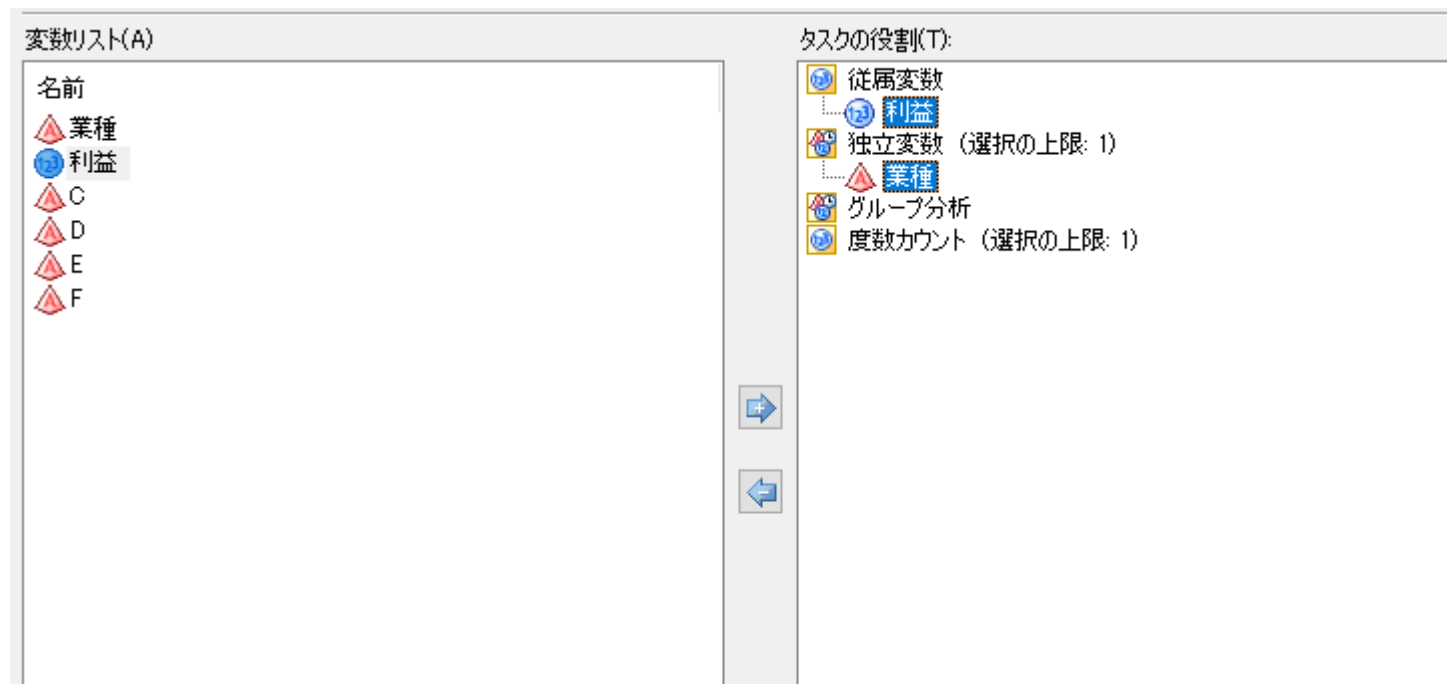 変数リスト(A)
名前
業種
利益
C
D
E
F
タスクの役割(T):
従属変数
利益
独立変数 (選択の上限: 1)
業種
グループ分析
度数カウント (選択の上限: 1)